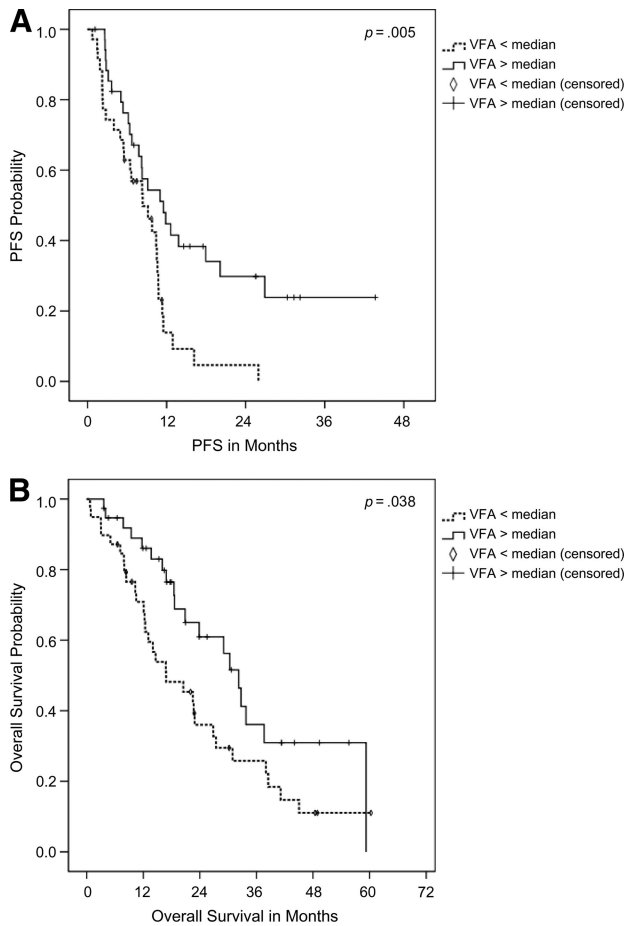 A
p = .005
1.0
0.8
0.6
0.4
0.2
0.0
PFS Probability
0 12 24 36 48
PFS in Months
VFA < median
VFA > median
VFA < median (censored)
VFA > median (censored)
B
p = .038
1.0
0.8
0.6
0.4
0.2
0.0
Overall Survival Probability
0 12 24 36 48 60 72
Overall Survival in Months
VFA < median
VFA > median
VFA < median (censored)
VFA > median (censored)